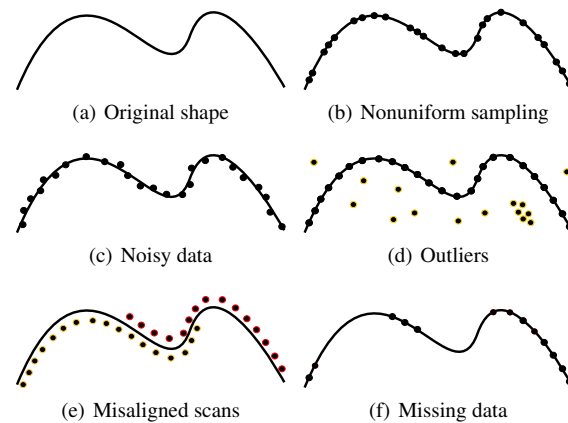 (a) Original shape
(b) Nonuniform sampling
(c) Noisy data
(d) Outliers
(e) Misaligned scans
(f) Missing data